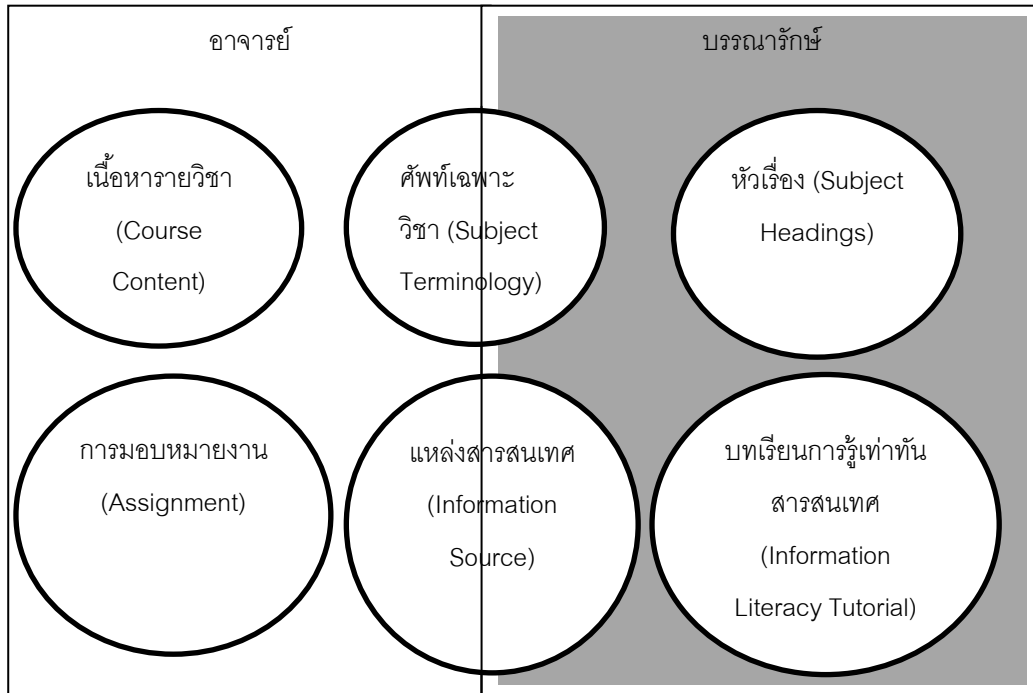 อาจารย์
บรรณารักษ์
เนื้อหารายวิชา
(Course
Content)
ศัพท์เฉพาะ
วิชา (Subject
Terminology)
หัวเรื่อง (Subject
Headings)
การมอบหมายงาน
(Assignment)
แหล่งสารสนเทศ
(Information
Source)
บทเรียนการรู้เท่าทัน
สารสนเทศ
(Information
Literacy Tutorial)